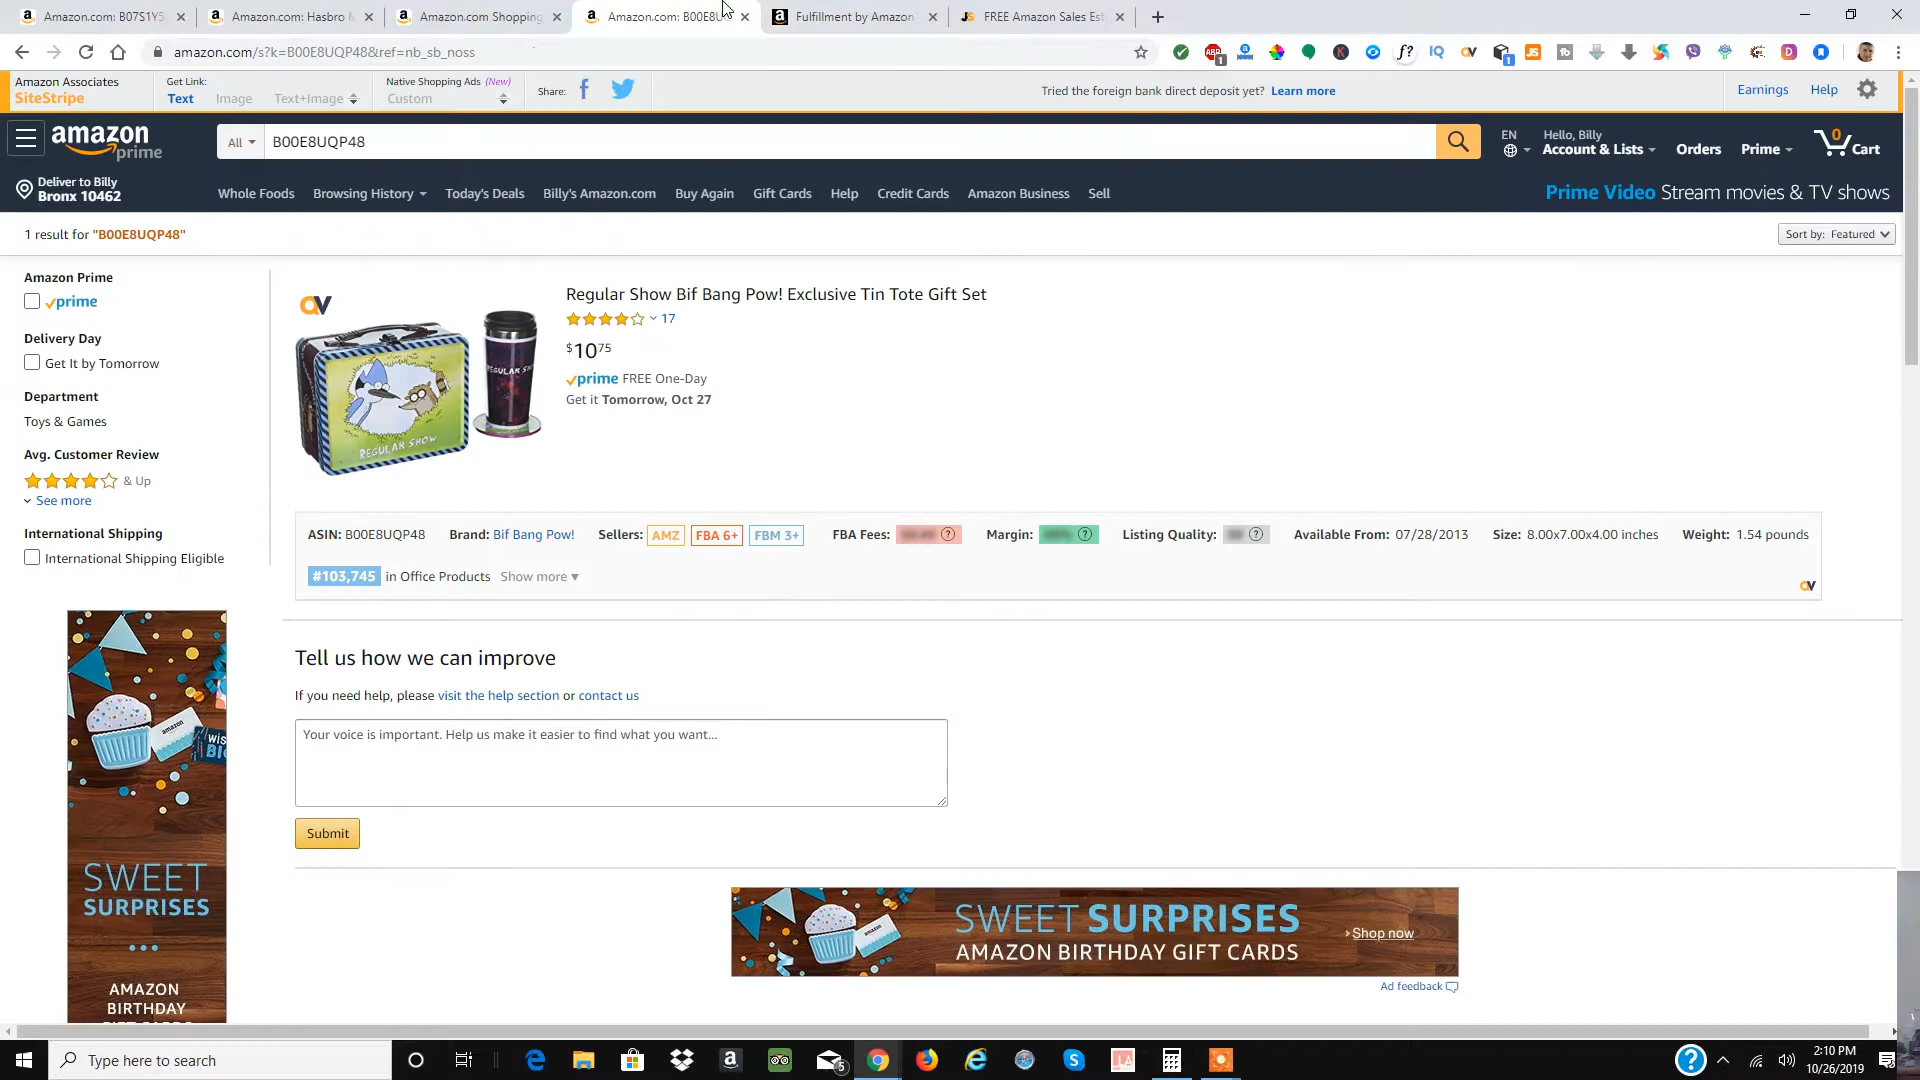 Amazon.com: B07S1Y5
Amazon.com: Hasbro M
Amazon.com Shopping
Amazon.com: B00E8U
Fulfillment by Amazon
FREE Amazon Sales Est
amazon.com/s?k=B00E8UQP48&ref=nb_sb_noss
Amazon Associates
SiteStripe
Get Link:
Text
Image
Text+Image
Native Shopping Ads (New)
Custom
Share:
Tried the foreign bank direct deposit yet? Learn more
Earnings
Help
amazon
prime
All
B00E8UQP48
EN
Hello, Billy
Account & Lists
Orders
Prime
0
Cart
Deliver to Billy
Bronx 10462
Whole Foods
Browsing History
Today's Deals
Billy's Amazon.com
Buy Again
Gift Cards
Help
Credit Cards
Amazon Business
Sell
Prime Video Stream movies & TV shows
1 result for "B00E8UQP48"
Sort by: Featured
Amazon Prime
prime
Delivery Day
Get It by Tomorrow
Department
Toys & Games
Avg. Customer Review
& Up
See more
International Shipping
International Shipping Eligible
REGULAR SHOW
Regular Show Bif Bang Pow! Exclusive Tin Tote Gift Set
17
$10 75
prime FREE One-Day
Get it Tomorrow, Oct 27
ASIN: B00E8UQP48
Brand: Bif Bang Pow!
Sellers: AMZ FBA 6+ FBM 3+
FBA Fees:
Margin:
Listing Quality:
Available From: 07/28/2013
Size: 8.00x7.00x4.00 inches
Weight: 1.54 pounds
#103,745 in Office Products Show more ▼
Tell us how we can improve
If you need help, please visit the help section or contact us
Your voice is important. Help us make it easier to find what you want...
Submit
amazon
SWEET
SURPRISES
AMAZON
BIRTHDAY
SWEET SURPRISES
AMAZON BIRTHDAY GIFT CARDS
Shop now
Ad feedback
Type here to search
5
2:10 PM
10/26/2019